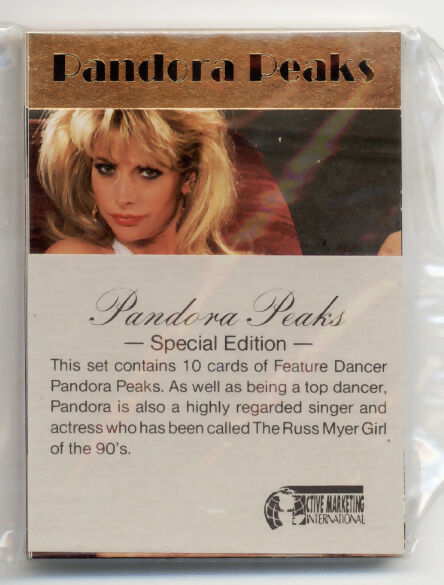 Pandora Peaks
Pandora Peaks
— Special Edition —
This set contains 10 cards of Feature Dancer
Pandora Peaks. As well as being a top dancer,
Pandora is also a highly regarded singer and
actress who has been called The Russ Myer Girl
of the 90's.
ACTIVE MARKETING
INTERNATIONAL